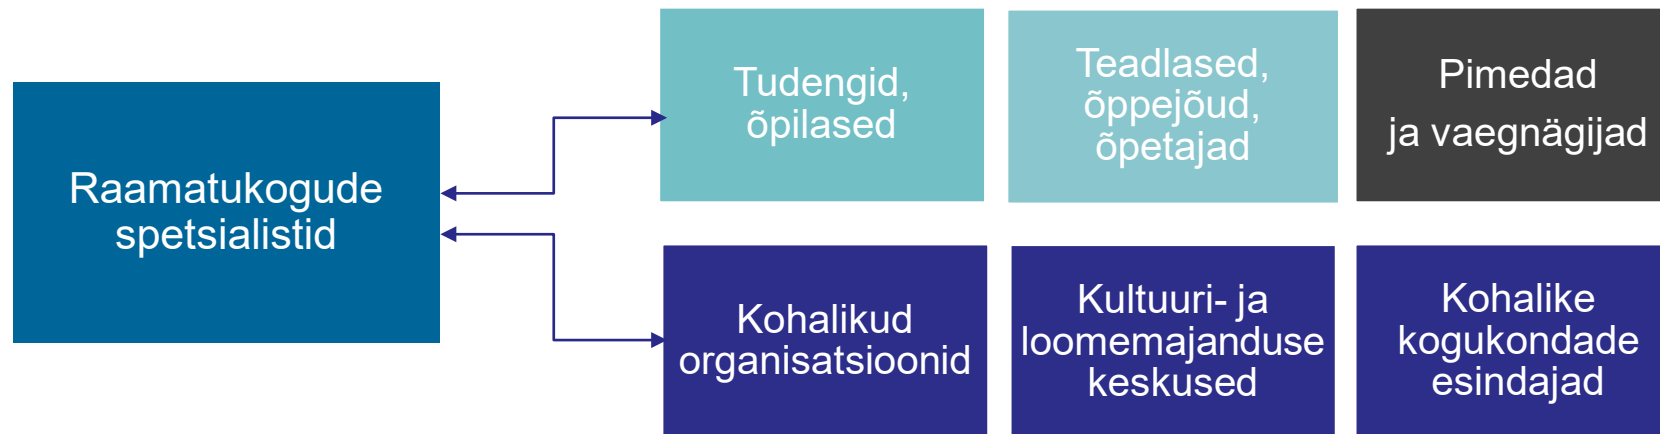 Raamatukogude
spetsialistid
Tudengid,
õpilased
Teadlased,
õppejõud,
õpetajad
Pimedad
ja vaegnägijad
Kohalikud
organisatsioonid
Kultuuri- ja
loomemajanduse
keskused
Kohalike
kogukondade
esindajad